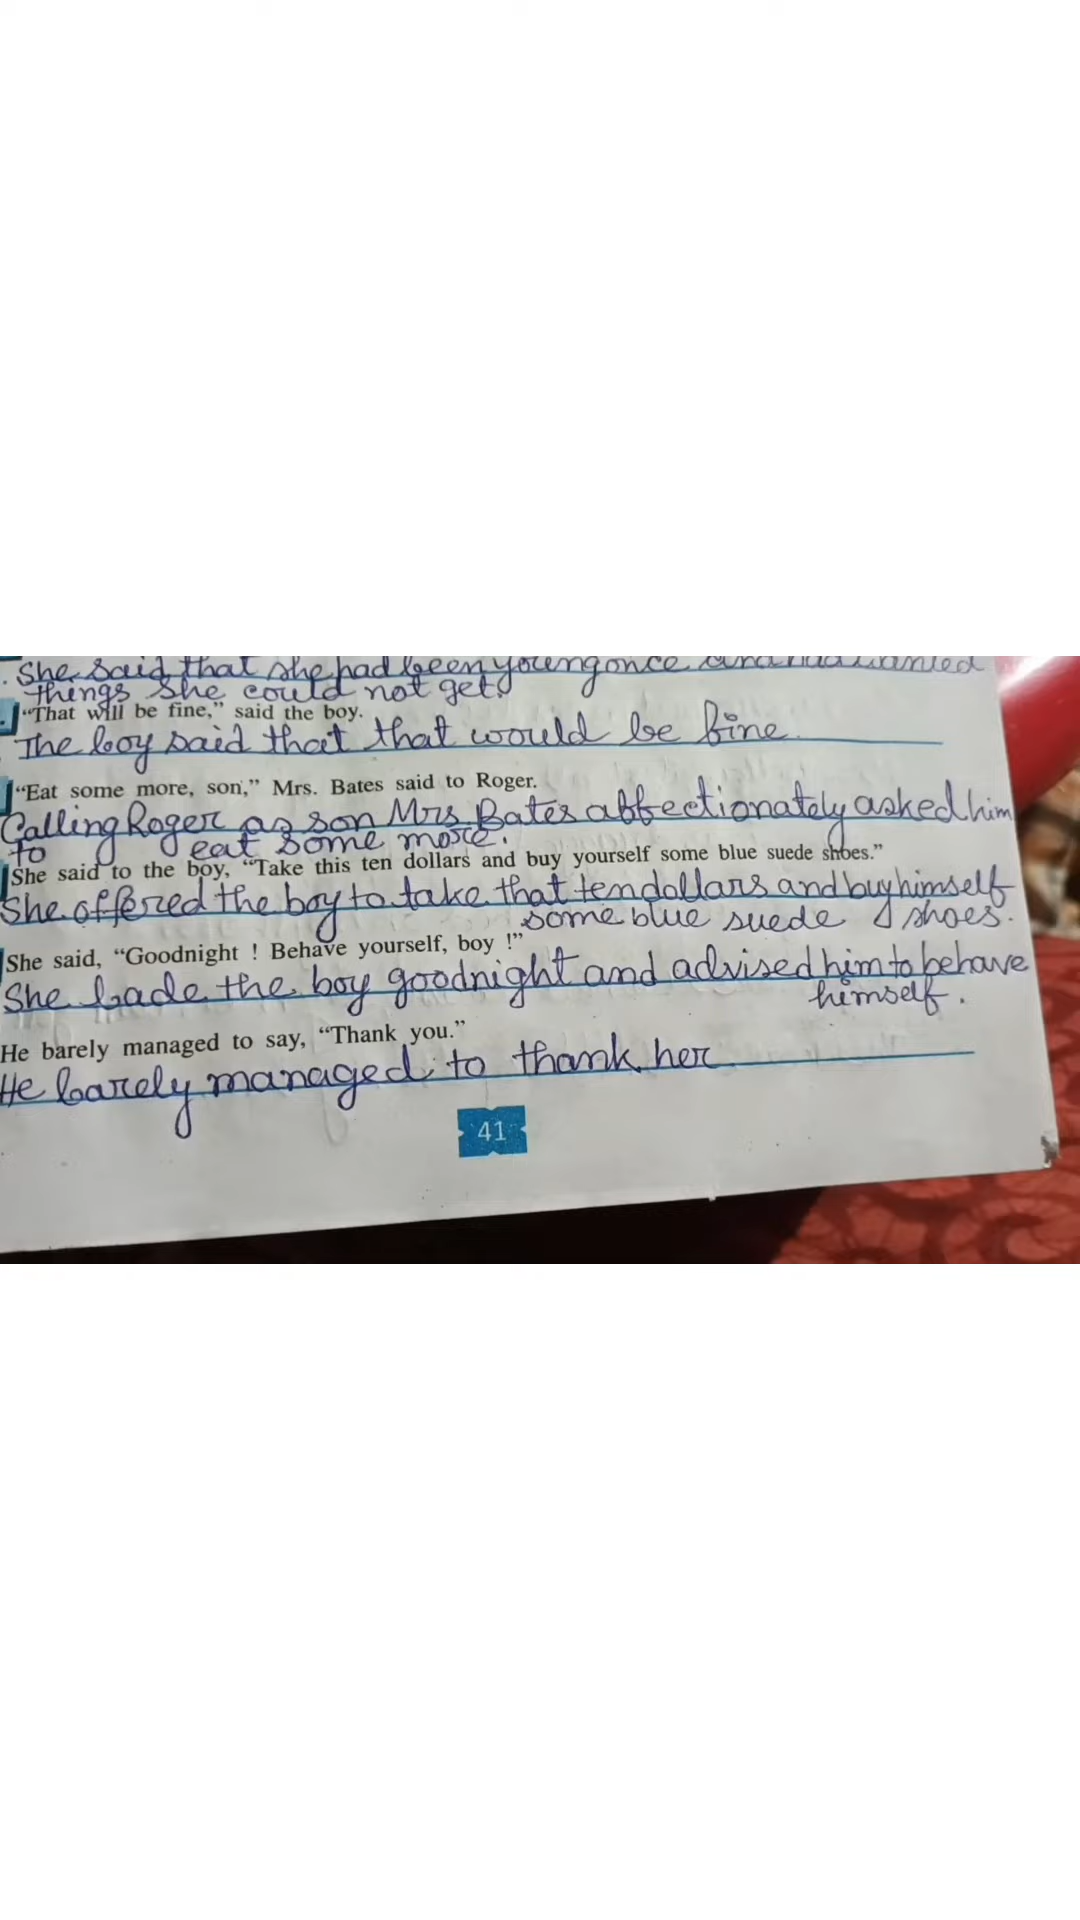 . She said that she had been young once and had wanted
things she could not get.
"That will be fine," said the boy.
The boy said that that would be fine
"Eat some more, son," Mrs. Bates said to Roger.
Calling Roger as son Mrs. Bates affectionately asked him
to eat some more.
She said to the boy, "Take this ten dollars and buy yourself some blue suede shoes."
She offered the boy to take that ten dollars and buy himself
some blue suede shoes.
She said, "Goodnight ! Behave yourself, boy !"
She bade the boy goodnight and advised him to behave
himself.
He barely managed to say, "Thank you."
He barely managed to thank her
41